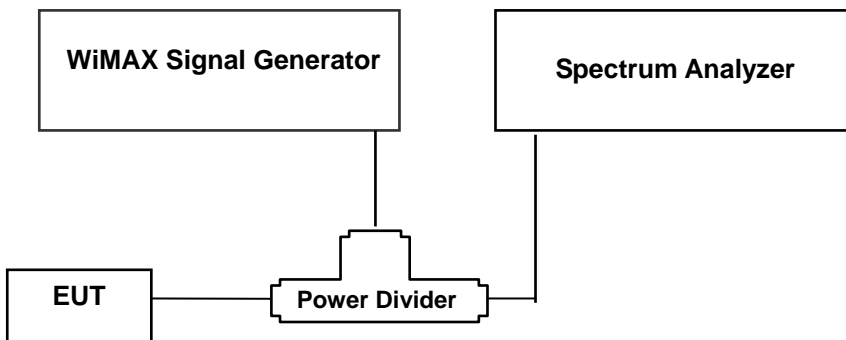 WiMAX Signal Generator
Spectrum Analyzer
EUT
Power Divider